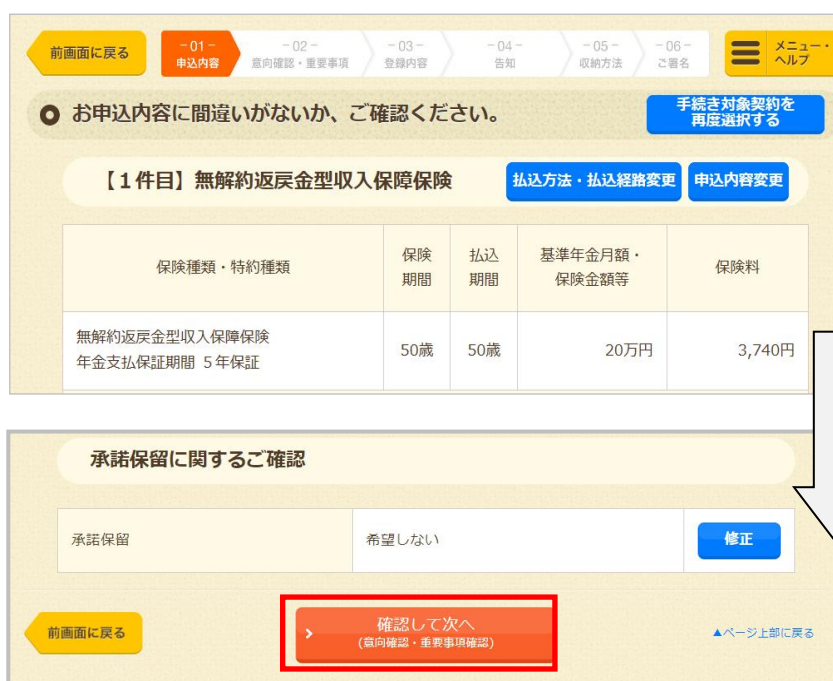 前画面に戻る
－01－
申込内容
－02－
意向確認・重要事項
－03－
登録内容
－04－
告知
－05－
収納方法
－06－
ご署名
メニュー・
ヘルプ
お申込内容に間違いがないか、ご確認ください。
手続き対象契約を
再度選択する
【１件目】無解約返戻金型収入保障保険
払込方法・払込経路変更
申込内容変更
保険種類・特約種類
保険
期間
払込
期間
基準年金月額・
保険金額等
保険料
無解約返戻金型収入保障保険
年金支払保証期間 ５年保証
50歳
50歳
20万円
3,740円
承諾保留に関するご確認
承諾保留
希望しない
修正
前画面に戻る
確認して次へ
(意向確認・重要事項確認)
▲ページ上部に戻る